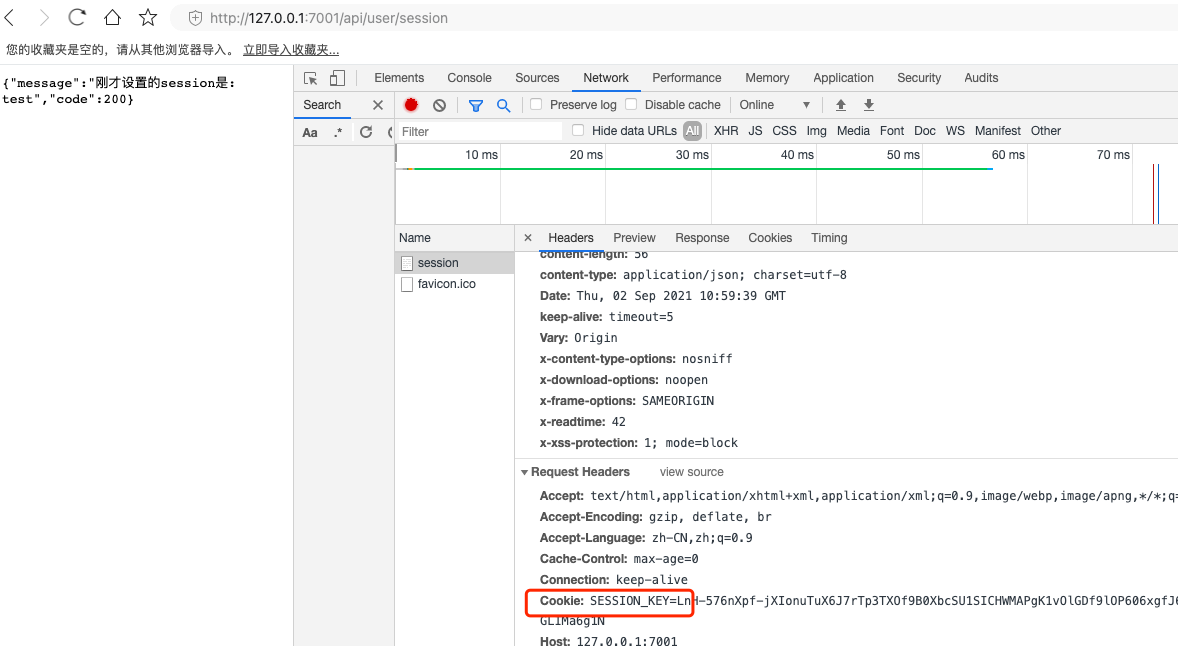 http://127.0.0.1:7001/api/user/session
您的收藏夹是空的，请从其他浏览器导入。 立即导入收藏夹...
{"message":"刚才设置的session是：
test","code":200}
Elements Console Sources Network Performance Memory Application Security Audits
Search
Preserve log Disable cache Online
Aa .*
Filter Hide data URLs All XHR JS CSS Img Media Font Doc WS Manifest Other
10 ms 20 ms 30 ms 40 ms 50 ms 60 ms 70 ms
Name
Headers Preview Response Cookies Timing
session
favicon.ico
content-length: 56
content-type: application/json; charset=utf-8
Date: Thu, 02 Sep 2021 10:59:39 GMT
keep-alive: timeout=5
Vary: Origin
x-content-type-options: nosniff
x-download-options: noopen
x-frame-options: SAMEORIGIN
x-readtime: 42
x-xss-protection: 1; mode=block
Request Headers view source
Accept: text/html,application/xhtml+xml,application/xml;q=0.9,image/webp,image/apng,*/*;q=
Accept-Encoding: gzip, deflate, br
Accept-Language: zh-CN,zh;q=0.9
Cache-Control: max-age=0
Connection: keep-alive
Cookie: SESSION_KEY=LnH-576nXpf-jXIonuTuX6J7rTp3TXOf9B0XbcSU1SICHWMAPgK1vOlGDf9lOP606xgfJ6
GLIMa6giN
Host: 127.0.0.1:7001